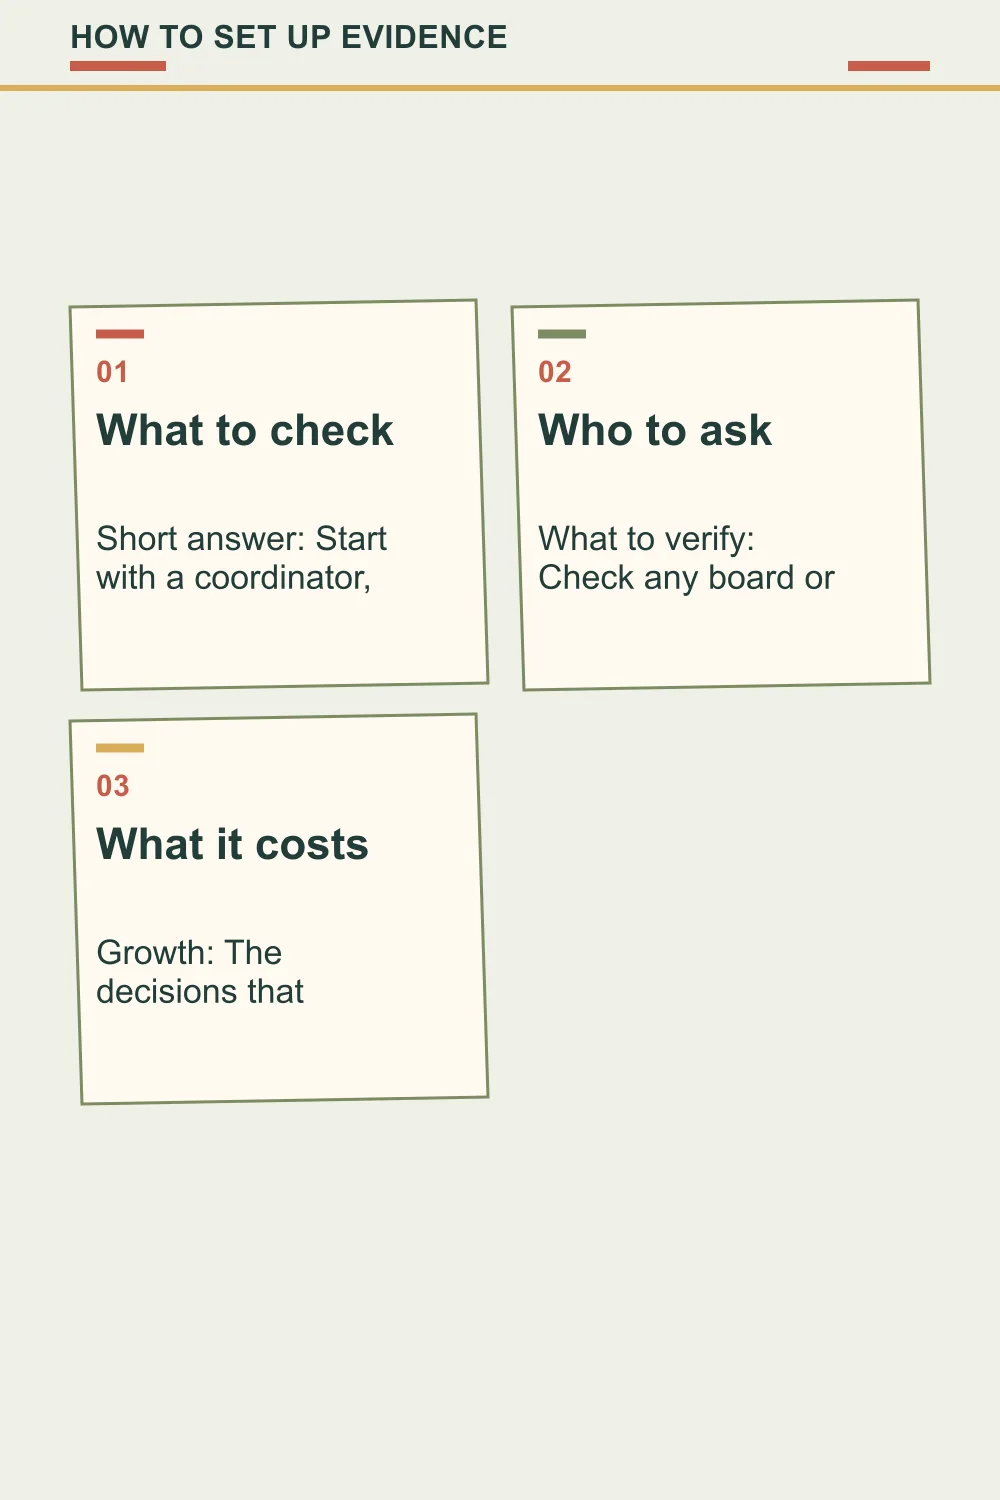 HOW TO SET UP EVIDENCE
01
What to check
Short answer: Start
with a coordinator,
02
Who to ask
What to verify:
Check any board or
03
What it costs
Growth: The
decisions that